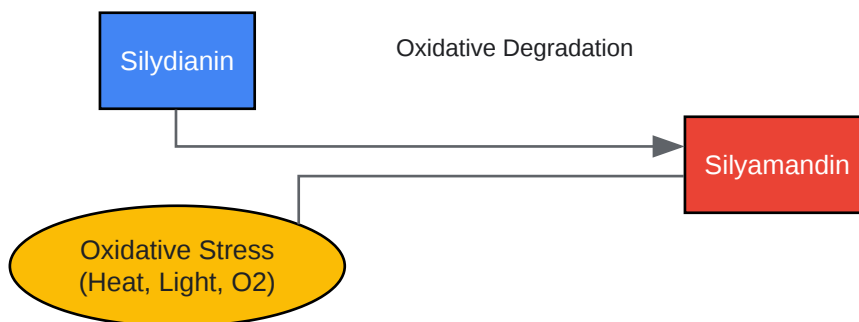 Silydianin
Oxidative Degradation
Silyamandin
Oxidative Stress
(Heat, Light, O2)